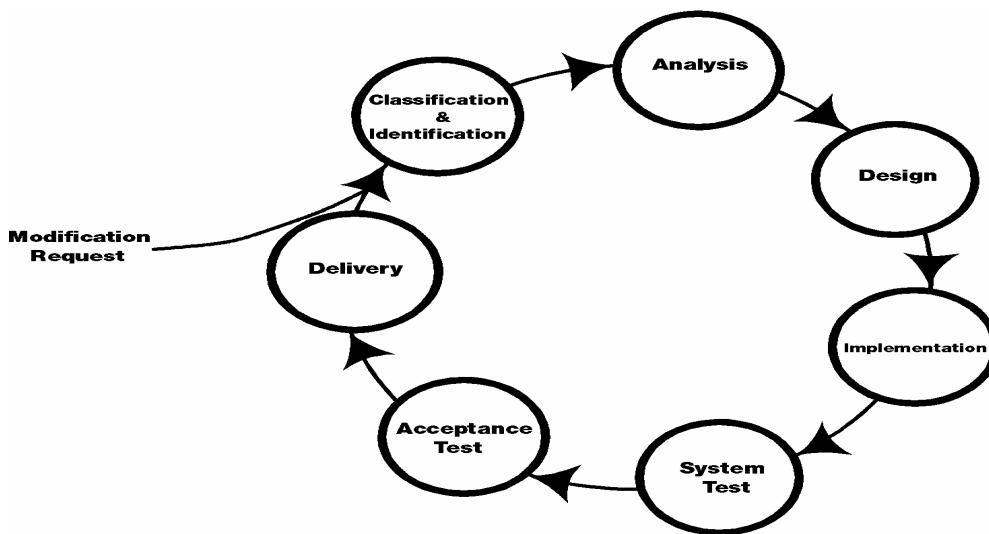 Analysis
Classification
&
Identification
Design
Modification
Request
Delivery
Implementation
Acceptance
Test
System
Test